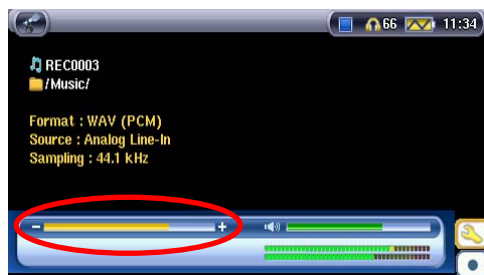 66 11:34
REC0003
/Music/
Format : WAV (PCM)
Source : Analog Line-In
Sampling : 44.1 kHz
- +